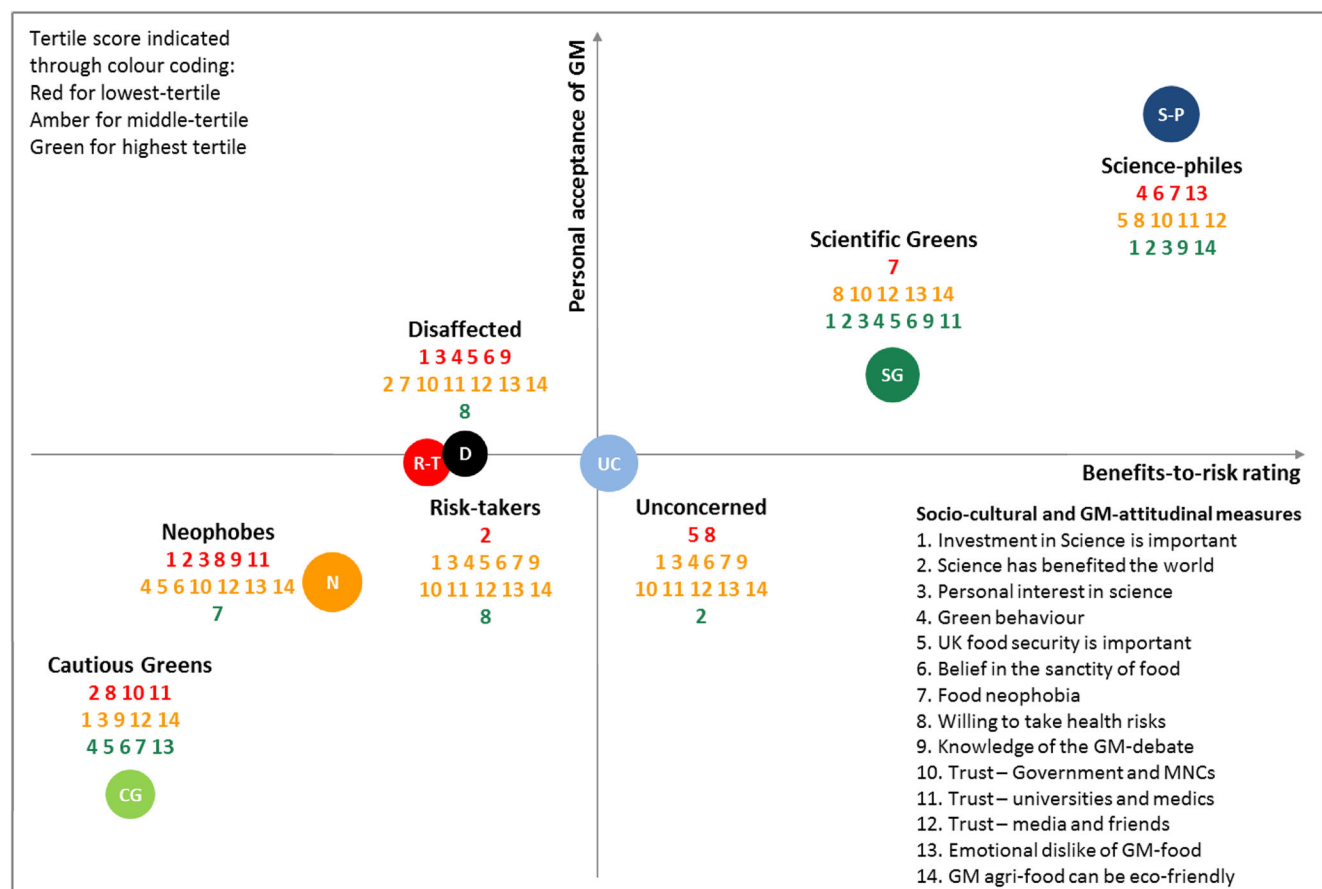 Tertile score indicated
through colour coding:
Red for lowest-tertile
Amber for middle-tertile
Green for highest tertile
Personal acceptance of GM
S-P
Science-philes
4 6 7 13
5 8 10 11 12
1 2 3 9 14
Scientific Greens
7
8 10 12 13 14
1 2 3 4 5 6 9 11
SG
Disaffected
1 3 4 5 6 9
2 7 10 11 12 13 14
8
R-T
D
UC
Benefits-to-risk rating
Neophobes
1 2 3 8 9 11
4 5 6 10 12 13 14
7
N
Risk-takers
2
1 3 4 5 6 7 9
10 11 12 13 14
8
Unconcerned
5 8
1 3 4 6 7 9
10 11 12 13 14
2
Cautious Greens
2 8 10 11
1 3 9 12 14
4 5 6 7 13
CG
Socio-cultural and GM-attitudinal measures
1. Investment in Science is important
2. Science has benefited the world
3. Personal interest in science
4. Green behaviour
5. UK food security is important
6. Belief in the sanctity of food
7. Food neophobia
8. Willing to take health risks
9. Knowledge of the GM-debate
10. Trust – Government and MNCs
11. Trust – universities and medics
12. Trust – media and friends
13. Emotional dislike of GM-food
14. GM agri-food can be eco-friendly